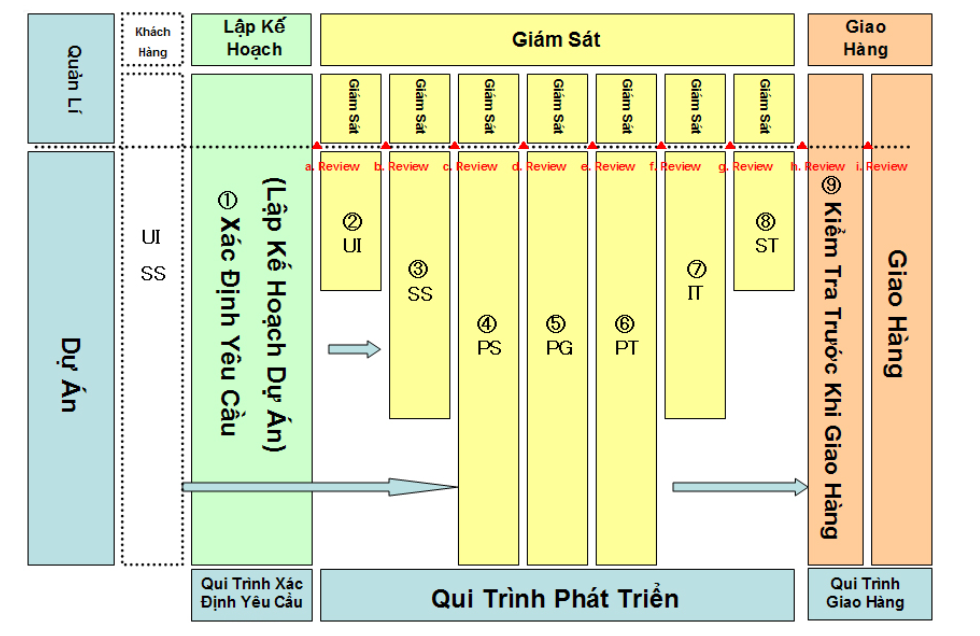 Quản Lí
Khách
Hàng
Lập Kế
Hoạch
Giám Sát
Giao
Hàng
Giám Sát
Giám Sát
Giám Sát
Giám Sát
Giám Sát
Giám Sát
Giám Sát
a. Review
b. Review
c. Review
d. Review
e. Review
f. Review
g. Review
h. Review
i. Review
Dự Án
UI
SS
① Xác Định Yêu Cầu
(Lập Kế Hoạch Dự Án)
②
UI
③
SS
④
PS
⑤
PG
⑥
PT
⑦
IT
⑧
ST
⑨ Kiểm Tra Trước Khi Giao Hàng
Giao Hàng
Qui Trình Xác
Định Yêu Cầu
Qui Trình Phát Triển
Qui Trình
Giao Hàng